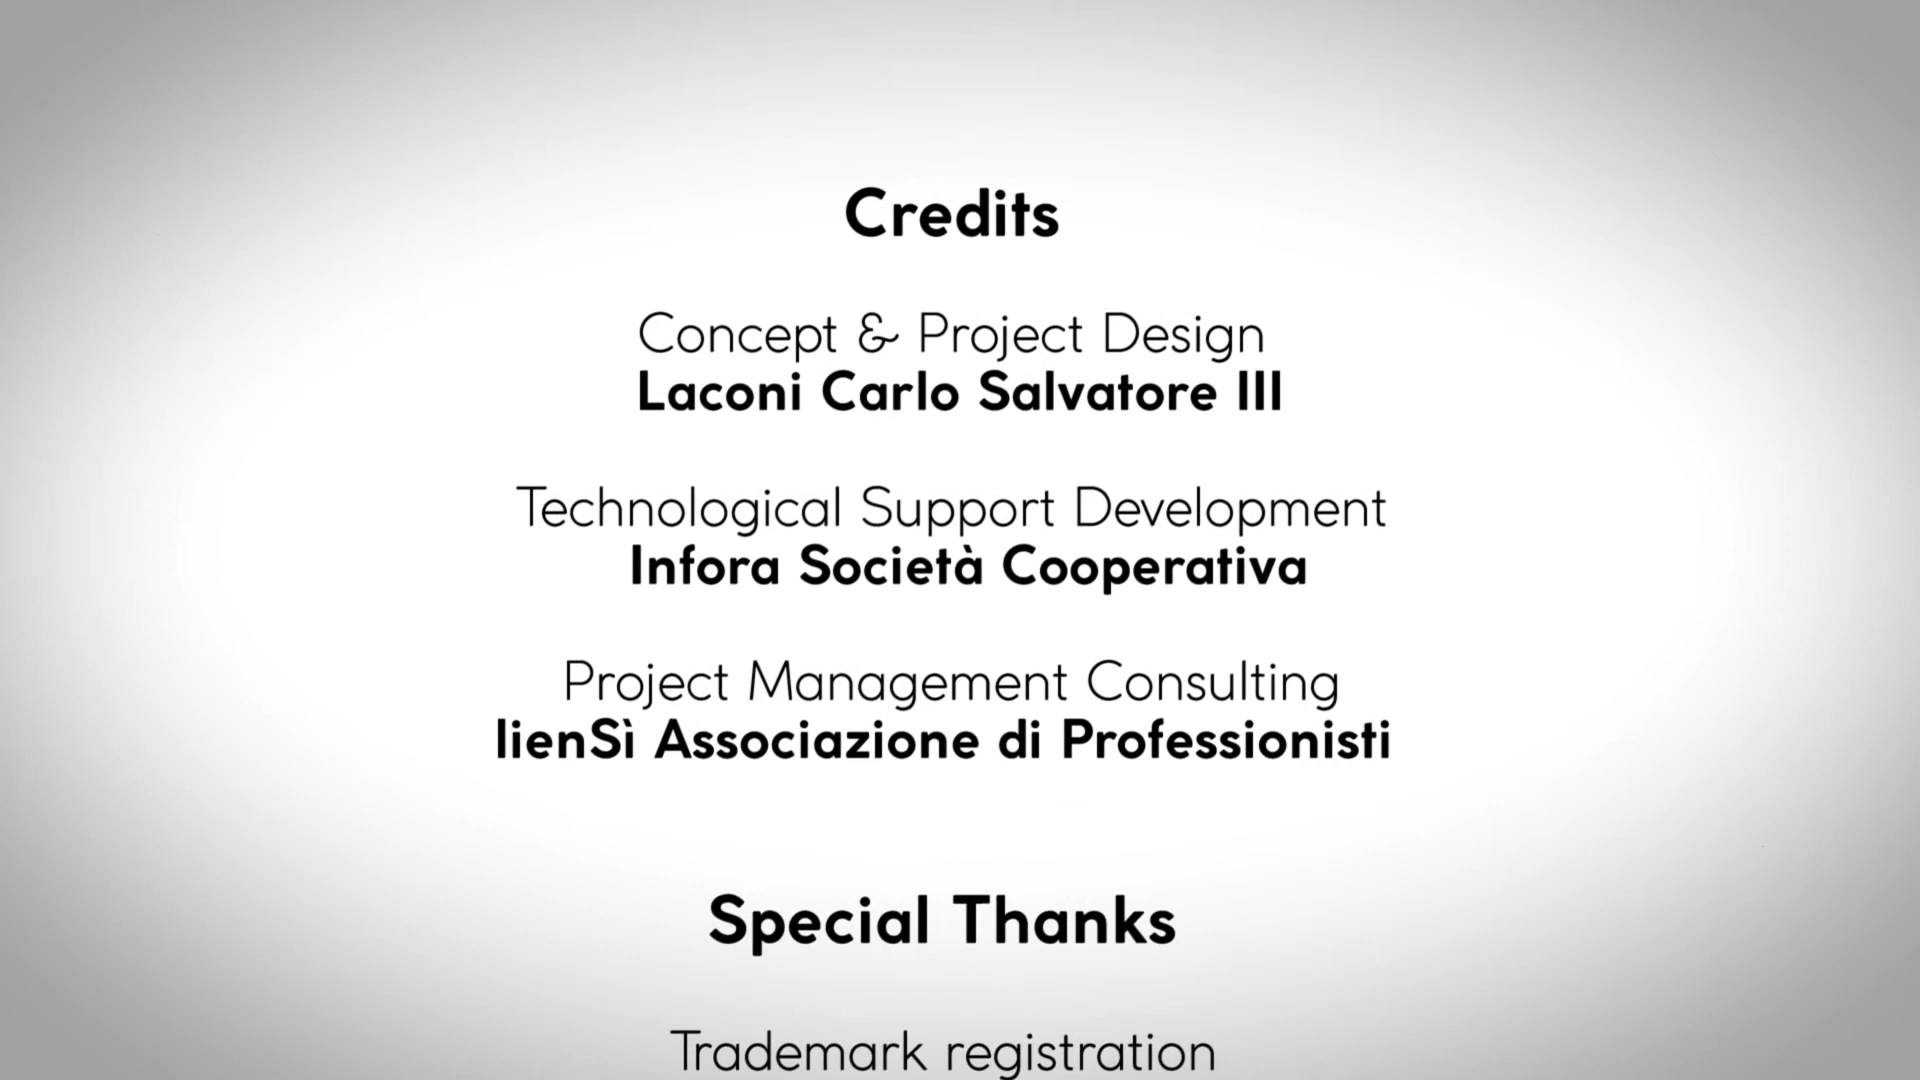 Credits
Concept & Project Design
Laconi Carlo Salvatore III
Technological Support Development
Infora Società Cooperativa
Project Management Consulting
lienSì Associazione di Professionisti
Special Thanks
Trademark registration